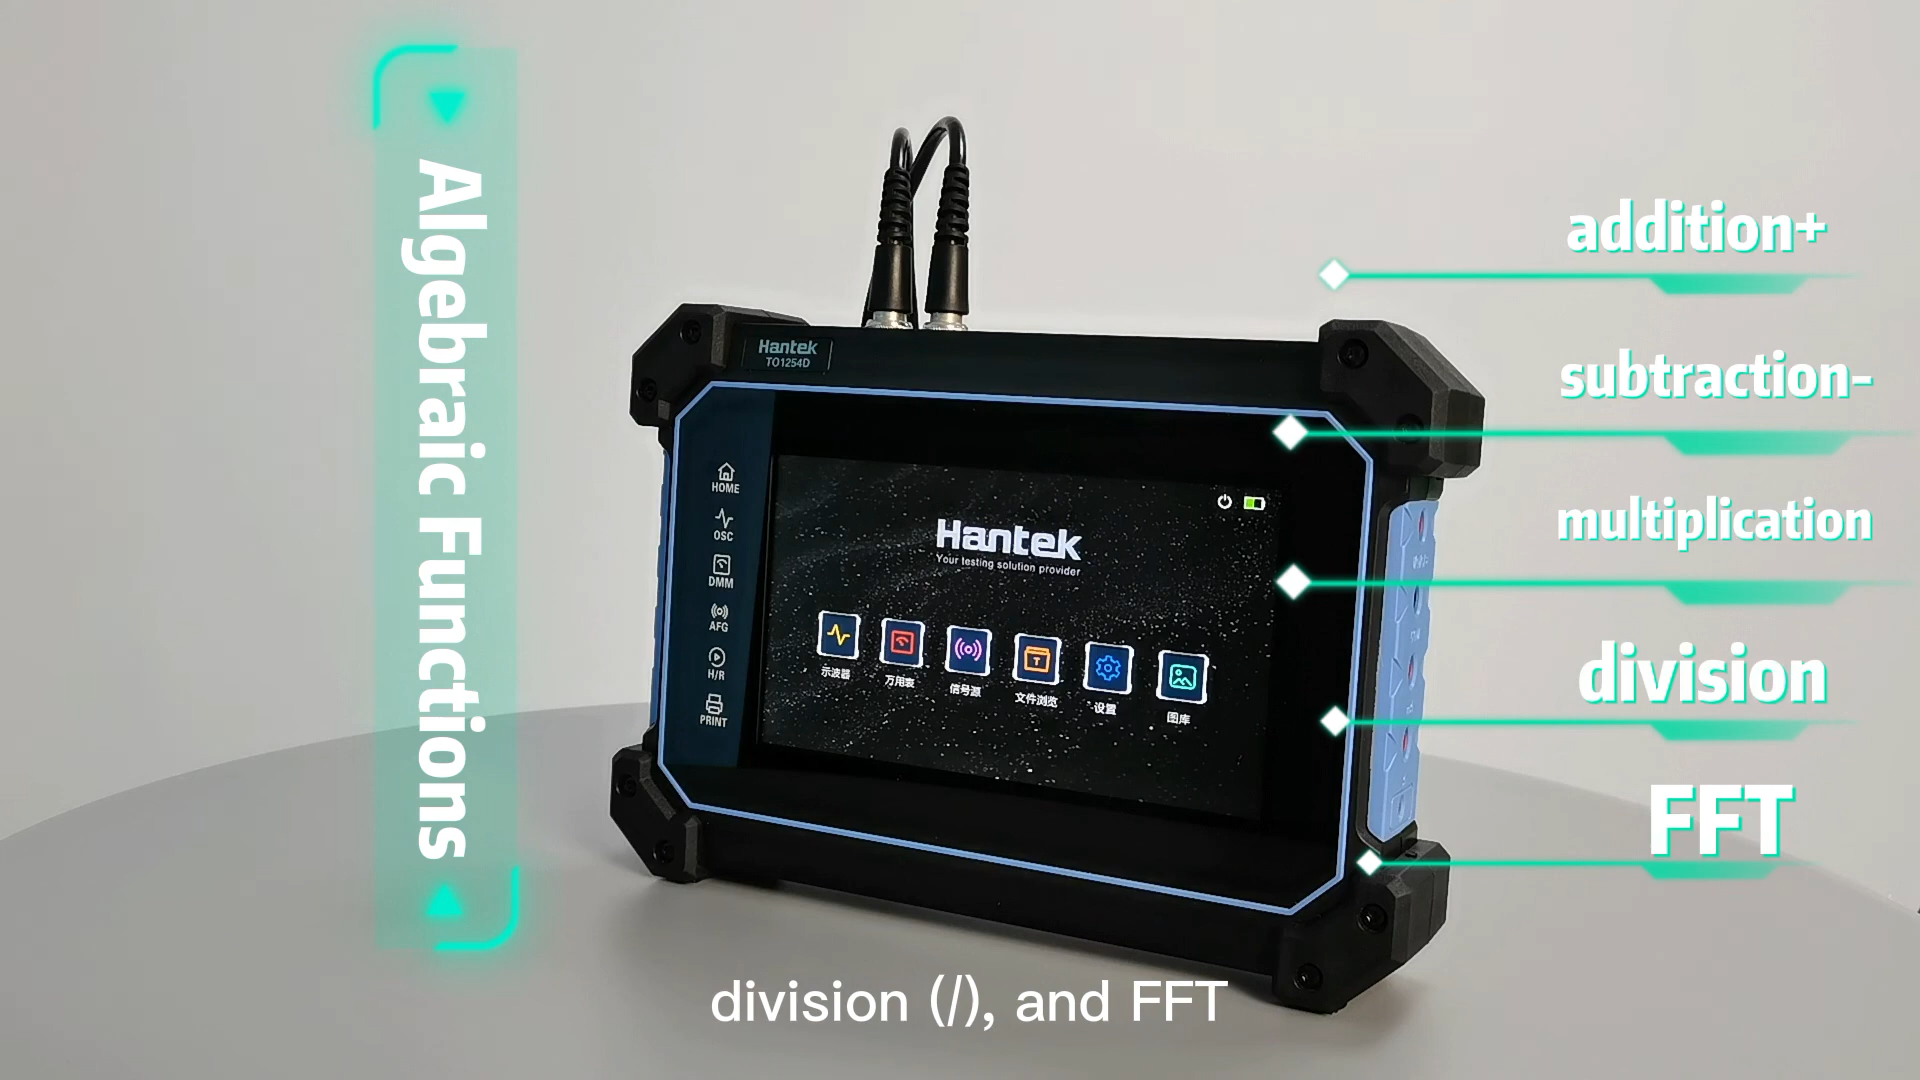 Algebraic Functions
Hantek
TO1254D
HOME
OSC
DMM
AFG
H/R
PRINT
Hantek
Your testing solution provider
示波器
万用表
信号源
文件浏览
设置
图库
addition+
subtraction-
multiplication
division
FFT
division (/), and FFT